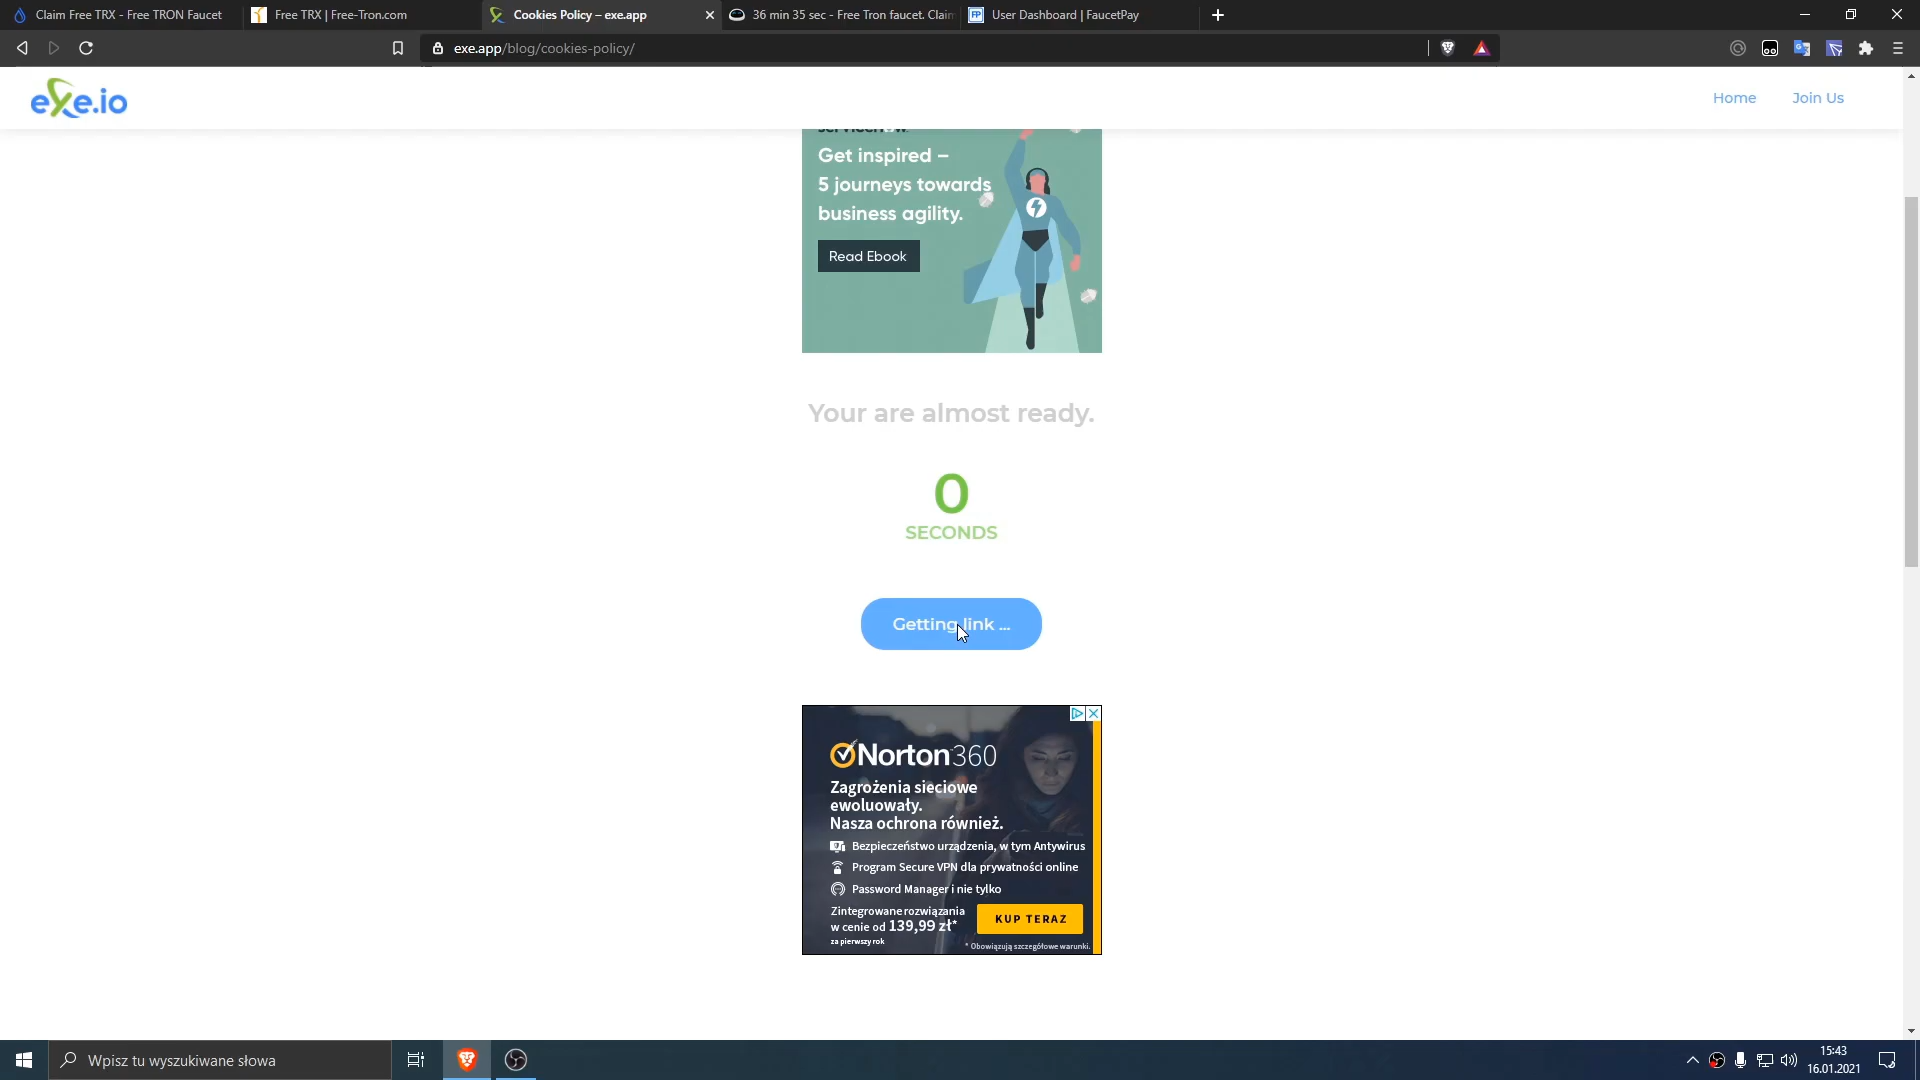 Claim Free TRX - Free TRON Faucet
Free TRX | Free-Tron.com
Cookies Policy – exe.app
36 min 35 sec - Free Tron faucet. Claim
User Dashboard | FaucetPay
exe.app/blog/cookies-policy/
exe.io
Home
Join Us
Get inspired –
5 journeys towards
business agility.
Read Ebook
Your are almost ready.
0
SECONDS
Getting link ...
Norton 360
Zagrożenia sieciowe
ewoluowały.
Nasza ochrona również.
Bezpieczeństwo urządzenia, w tym Antywirus
Program Secure VPN dla prywatności online
Password Manager i nie tylko
Zintegrowane rozwiązania
w cenie od 139,99 zł*
za pierwszy rok
KUP TERAZ
* Obowiązują szczegółowe warunki.
Wpisz tu wyszukiwane słowa
15:43
16.01.2021